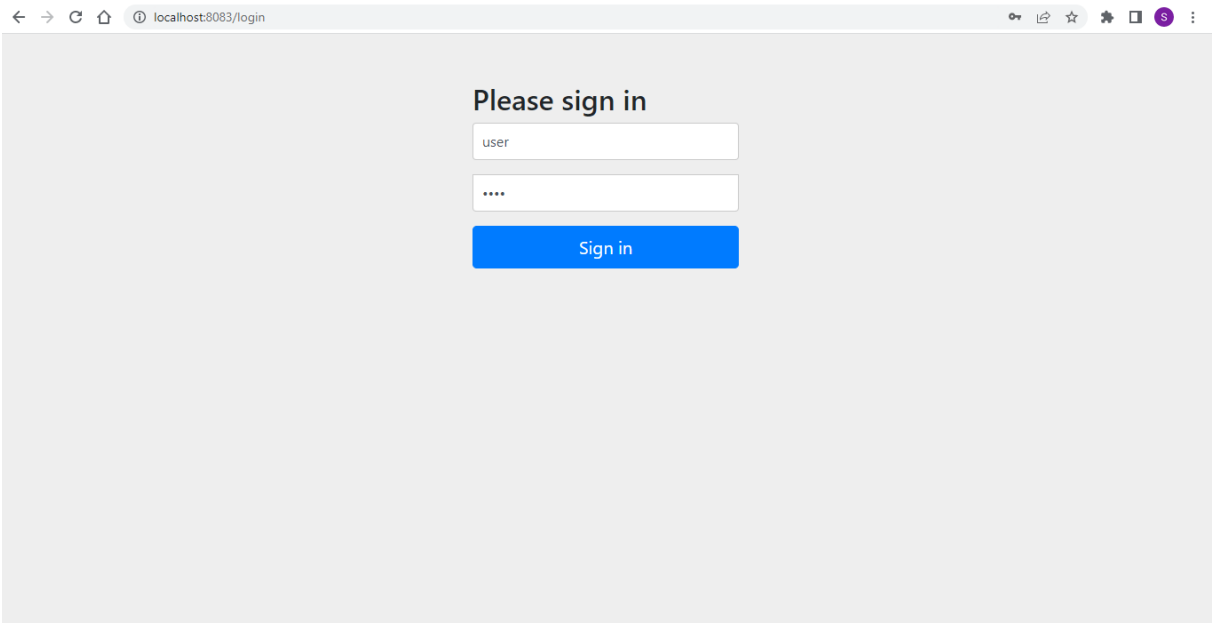 localhost:8083/login
S
Please sign in
user
••••
Sign in